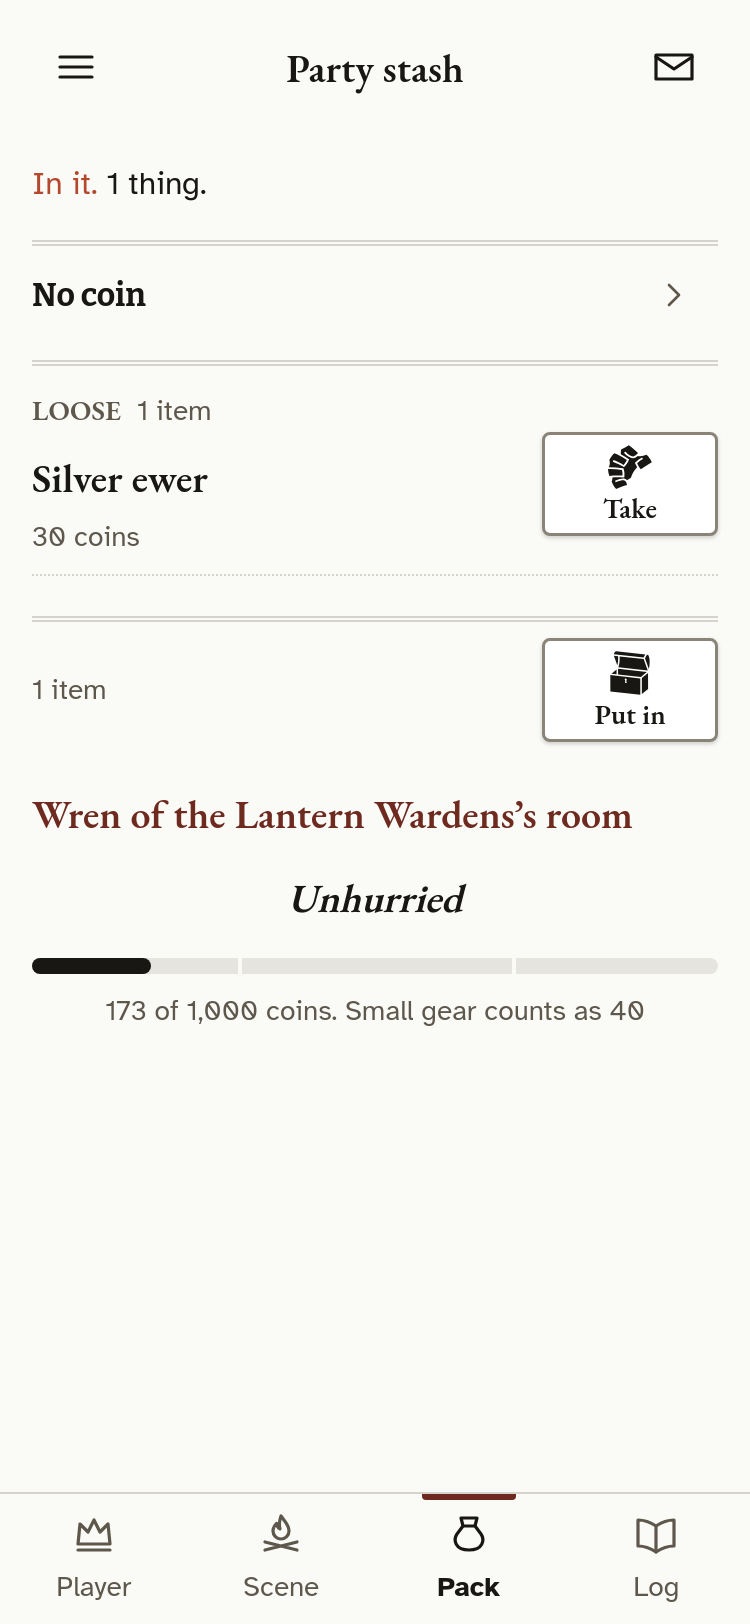 Party stash
In it. 1 thing.
No coin
LOOSE 1 item
Silver ewer
30 coins
Take
1 item
Put in
Wren of the Lantern Wardens’s room
Unhurried
173 of 1,000 coins. Small gear counts as 40
Player
Scene
Pack
Log